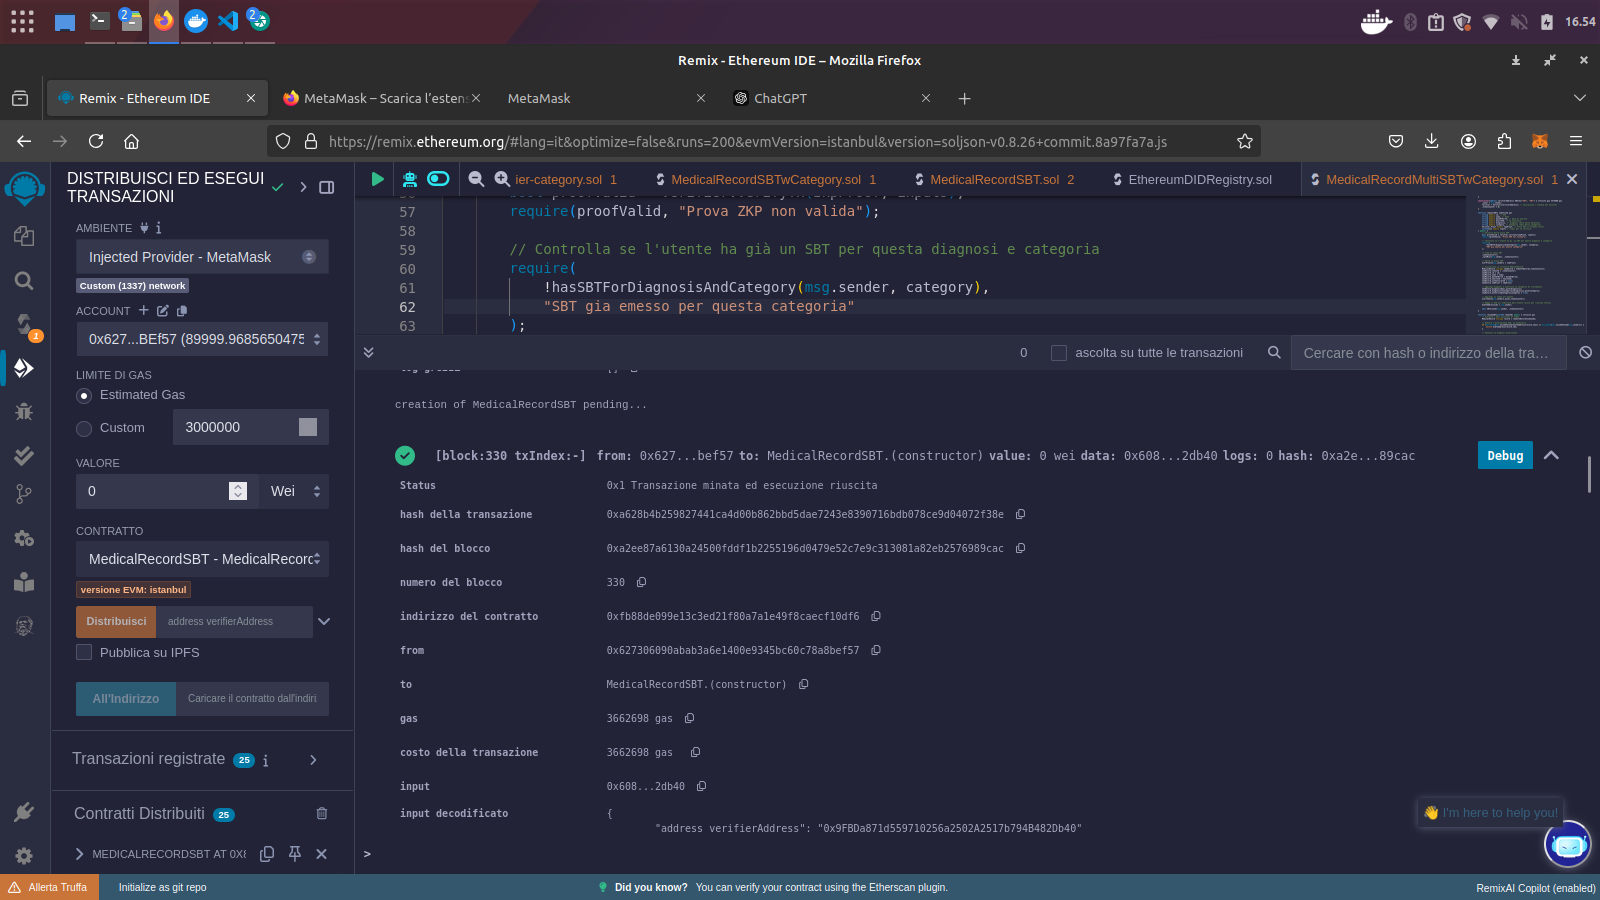 2
2
16.54
Remix - Ethereum IDE — Mozilla Firefox
Remix - Ethereum IDE
MetaMask – Scarica l'esten
MetaMask
ChatGPT
https://remix.ethereum.org/#lang=it&optimize=false&runs=200&evmVersion=istanbul&version=soljson-v0.8.26+commit.8a97fa7a.js
DISTRIBUISCI ED ESEGUI
TRANSAZIONI
ier-category.sol 1
MedicalRecordSBTwCategory.sol 1
MedicalRecordSBT.sol 2
EthereumDIDRegistry.sol
MedicalRecordMultiSBTwCategory.sol 1
57 require(proofValid, "Prova ZKP non valida");
58
59 // Controlla se l'utente ha già un SBT per questa diagnosi e categoria
60 require(
61 !hasSBTForDiagnosisAndCategory(msg.sender, category),
62 "SBT gia emesso per questa categoria"
63 );
AMBIENTE
Injected Provider - MetaMask
Custom (1337) network
ACCOUNT
0x627...BEf57 (89999.9685650475
LIMITE DI GAS
Estimated Gas
Custom
3000000
VALORE
0
Wei
CONTRATTO
MedicalRecordSBT - MedicalRecord
versione EVM: istanbul
Distribuisci
address verifierAddress
Pubblica su IPFS
All'Indirizzo
Caricare il contratto dall'indiri
Transazioni registrate 25
Contratti Distribuiti 25
MEDICALRECORDSBT AT 0X
1
0
ascolta su tutte le transazioni
Cercare con hash o indirizzo della tra...
creation of MedicalRecordSBT pending...
[block:330 txIndex:-] from: 0x627...bef57 to: MedicalRecordSBT.(constructor) value: 0 wei data: 0x608...2db40 logs: 0 hash: 0xa2e...89cac
Debug
Status 0x1 Transazione minata ed esecuzione riuscita
hash della transazione 0xa628b4b259827441ca4d00b862bbd5dae7243e8390716bdb078ce9d04072f38e
hash del blocco 0xa2ee87a6130a24500fddf1b2255196d0479e52c7e9c313081a82eb2576989cac
numero del blocco 330
indirizzo del contratto 0xfb88de099e13c3ed21f80a7a1e49f8caecf10df6
from 0x627306090abab3a6e1400e9345bc60c78a8bef57
to MedicalRecordSBT.(constructor)
gas 3662698 gas
costo della transazione 3662698 gas
input 0x608...2db40
input decodificato {
"address verifierAddress": "0x9FBDa871d559710256a2502A2517b794B482Db40"
>
👋 I'm here to help you!
Allerta Truffa
Initialize as git repo
Did you know? You can verify your contract using the Etherscan plugin.
RemixAI Copilot (enabled)